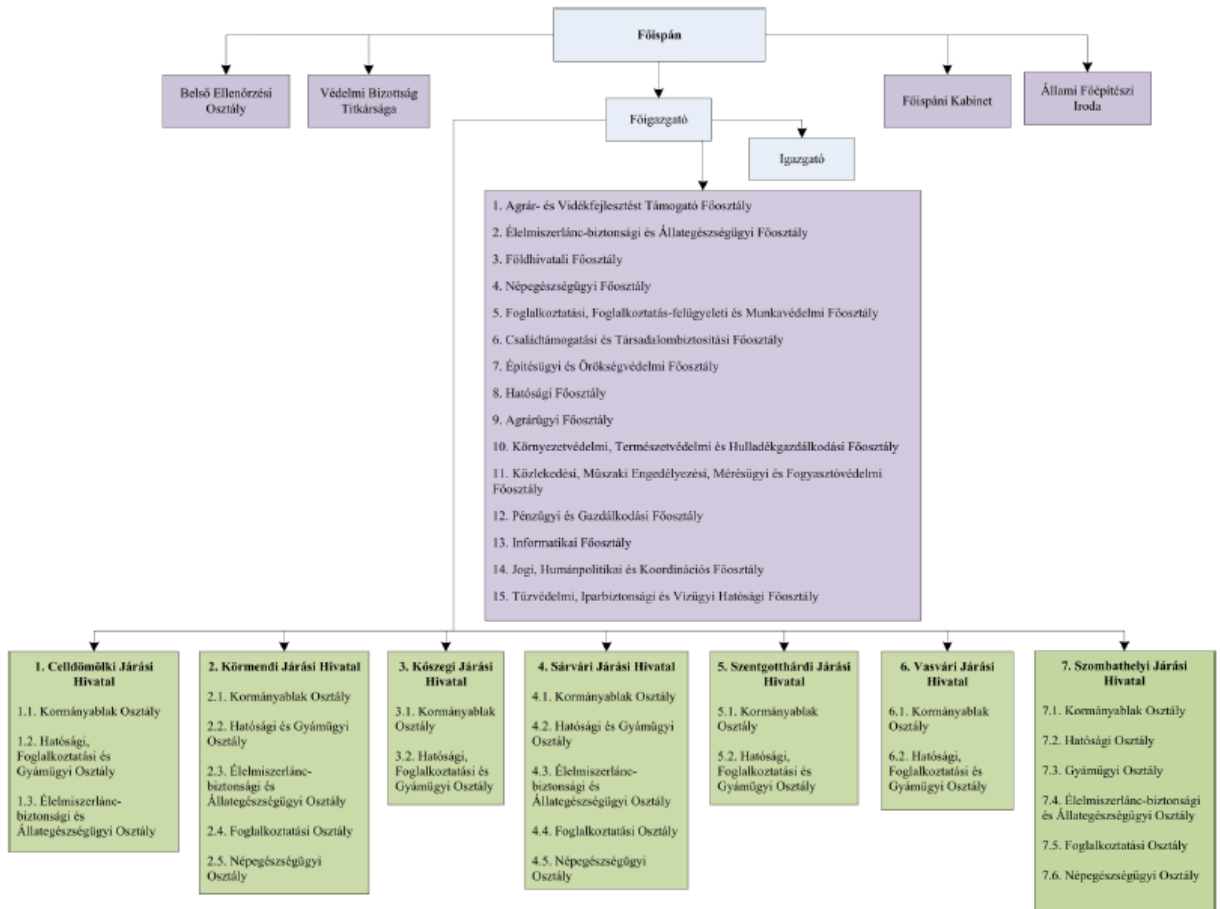 Főispán
Belső Ellenőrzési
Osztály
Védelmi Bizottság
Titkársága
Főispáni Kabinet
Állami Főépítészi
Iroda
Főigazgató
Igazgató
1. Agrár- és Vidékfejlesztést Támogató Főosztály
2. Élelmiszerlánc-biztonsági és Állategészségügyi Főosztály
3. Földhivatali Főosztály
4. Népegészségügyi Főosztály
5. Foglalkoztatási, Foglalkoztatás-felügyeleti és Munkavédelmi Főosztály
6. Családtámogatási és Társadalombiztosítási Főosztály
7. Építésügyi és Örökségvédelmi Főosztály
8. Hatósági Főosztály
9. Agrárügyi Főosztály
10. Környezetvédelmi, Természetvédelmi és Hulladékgazdálkodási Főosztály
11. Közlekedési, Műszaki Engedélyezési, Mérésügyi és Fogyasztóvédelmi
Főosztály
12. Pénzügyi és Gazdálkodási Főosztály
13. Informatikai Főosztály
14. Jogi, Humánpolitikai és Koordinációs Főosztály
15. Tűzvédelmi, Iparbiztonsági és Vízügyi Hatósági Főosztály
1. Celldömölki Járási
Hivatal
1.1. Kormányablak Osztály
1.2. Hatósági,
Foglalkoztatási és
Gyámügyi Osztály
1.3. Élelmiszerlánc-
biztonsági és
Állategészségügyi Osztály
2. Körmendi Járási Hivatal
2.1. Kormányablak Osztály
2.2. Hatósági és Gyámügyi
Osztály
2.3. Élelmiszerlánc-
biztonsági és
Állategészségügyi Osztály
2.4. Foglalkoztatási Osztály
2.5. Népegészségügyi
Osztály
3. Kőszegi Járási
Hivatal
3.1. Kormányablak
Osztály
3.2. Hatósági,
Foglalkoztatási és
Gyámügyi Osztály
4. Sárvári Járási Hivatal
4.1. Kormányablak Osztály
4.2. Hatósági és Gyámügyi
Osztály
4.3. Élelmiszerlánc-
biztonsági és
Állategészségügyi Osztály
4.4. Foglalkoztatási Osztály
4.5. Népegészségügyi
Osztály
5. Szentgotthárdi Járási
Hivatal
5.1. Kormányablak
Osztály
5.2. Hatósági,
Foglalkoztatási és
Gyámügyi Osztály
6. Vasvári Járási
Hivatal
6.1. Kormányablak
Osztály
6.2. Hatósági,
Foglalkoztatási és
Gyámügyi Osztály
7. Szombathelyi Járási
Hivatal
7.1. Kormányablak Osztály
7.2. Hatósági Osztály
7.3. Gyámügyi Osztály
7.4. Élelmiszerlánc-biztonsági
és Állategészségügyi Osztály
7.5. Foglalkoztatási Osztály
7.6. Népegészségügyi Osztály